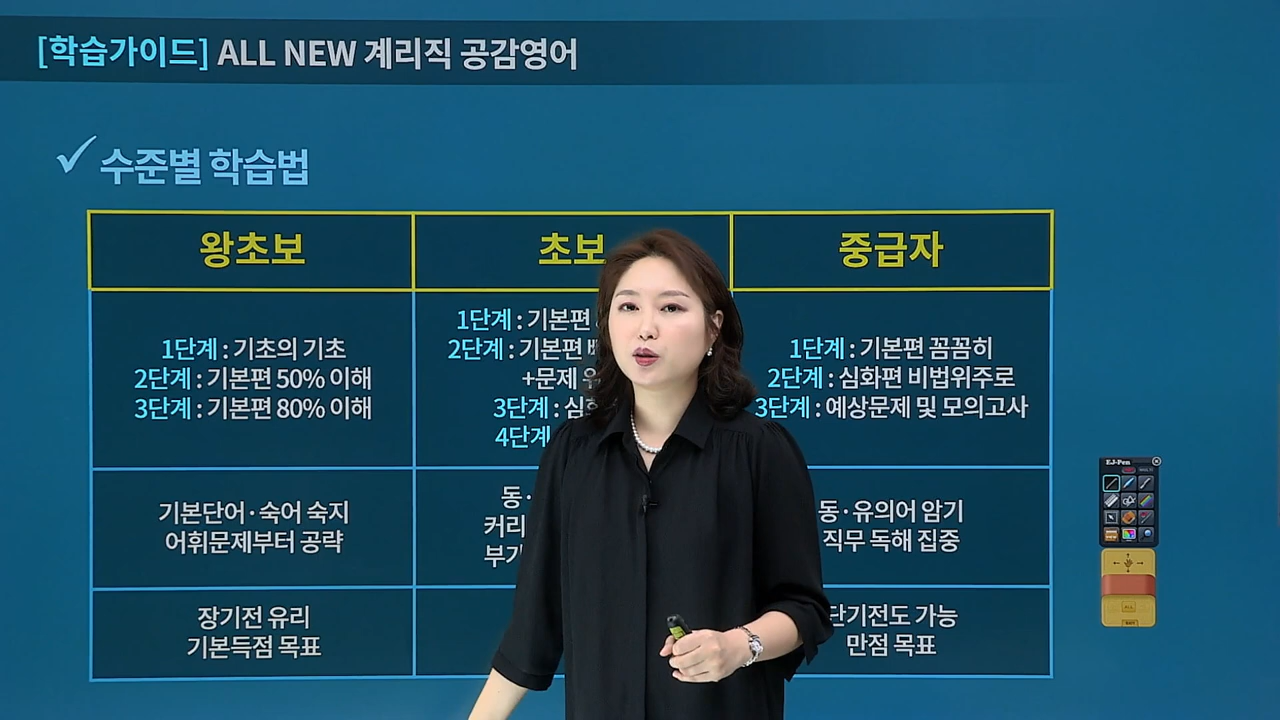 [학습가이드] ALL NEW 계리직 공감영어
수준별 학습법
왕초보
초보
중급자
1단계 : 기초의 기초
2단계 : 기본편 50% 이해
3단계 : 기본편 80% 이해
1단계 : 기본편
2단계 : 기본편
+문제
3단계 :
4단계
1단계 : 기본편 꼼꼼히
2단계 : 심화편 비법위주로
3단계 : 예상문제 및 모의고사
기본단어·숙어 숙지
어휘문제부터 공략
동·
커리
동·유의어 암기
직무 독해 집중
장기전 유리
기본득점 목표
단기전도 가능
만점 목표
EJ-Pen